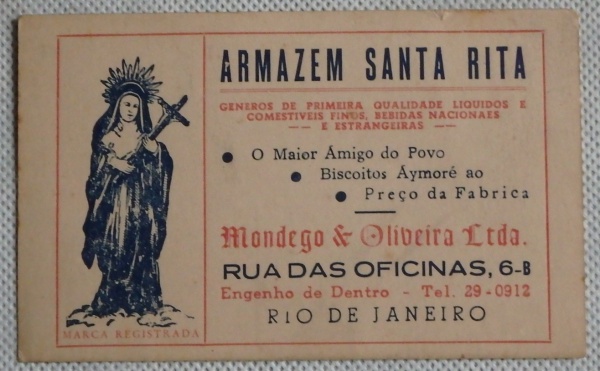 ARMAZEM SANTA RITA
GENEROS DE PRIMEIRA QUALIDADE LIQUIDOS E
COMESTIVEIS FINOS, BEBIDAS NACIONAES
—— E ESTRANGEIRAS ——
● O Maior Amigo do Povo
● Biscoitos Aymoré ao
● Preço da Fabrica
Mondego & Oliveira Ltda.
RUA DAS OFICINAS, 6-B
Engenho de Dentro - Tel. 29-0912
RIO DE JANEIRO
MARCA REGISTRADA